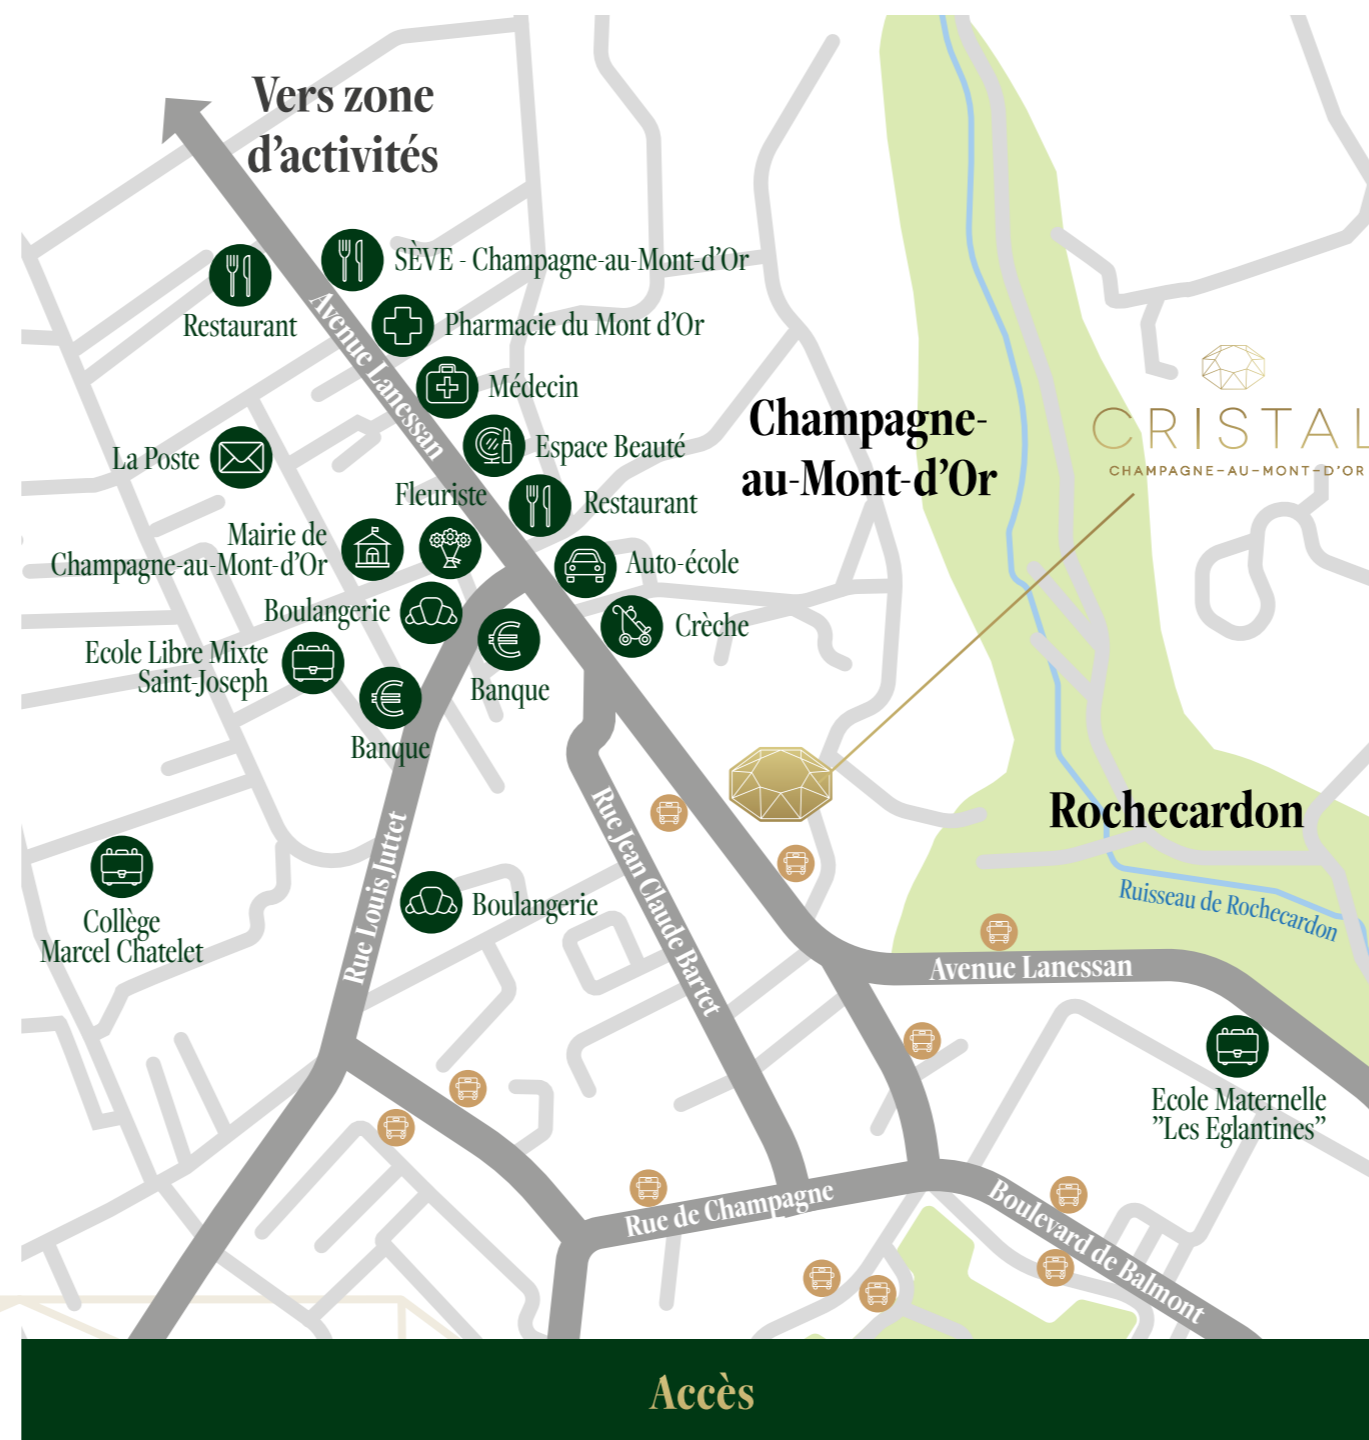 Vers zone
d'activités
SÈVE - Champagne-au-Mont-d'Or
Restaurant
Avenue Lanessan
Pharmacie du Mont d'Or
Médecin
Champagne-
au-Mont-d'Or
CRISTAL
CHAMPAGNE-AU-MONT-D'OR
La Poste
Espace Beauté
Fleuriste
Restaurant
Mairie de
Champagne-au-Mont-d'Or
Auto-école
Boulangerie
Crèche
Ecole Libre Mixte
Saint-Joseph
Banque
Banque
Rochecardon
Rue Louis Juttet
Rue Jean Claude Bartet
Ruisseau de Rochecardon
Boulangerie
Collège
Marcel Chatelet
Avenue Lanessan
Ecole Maternelle
"Les Eglantines"
Rue de Champagne
Boulevard de Balmont
Accès